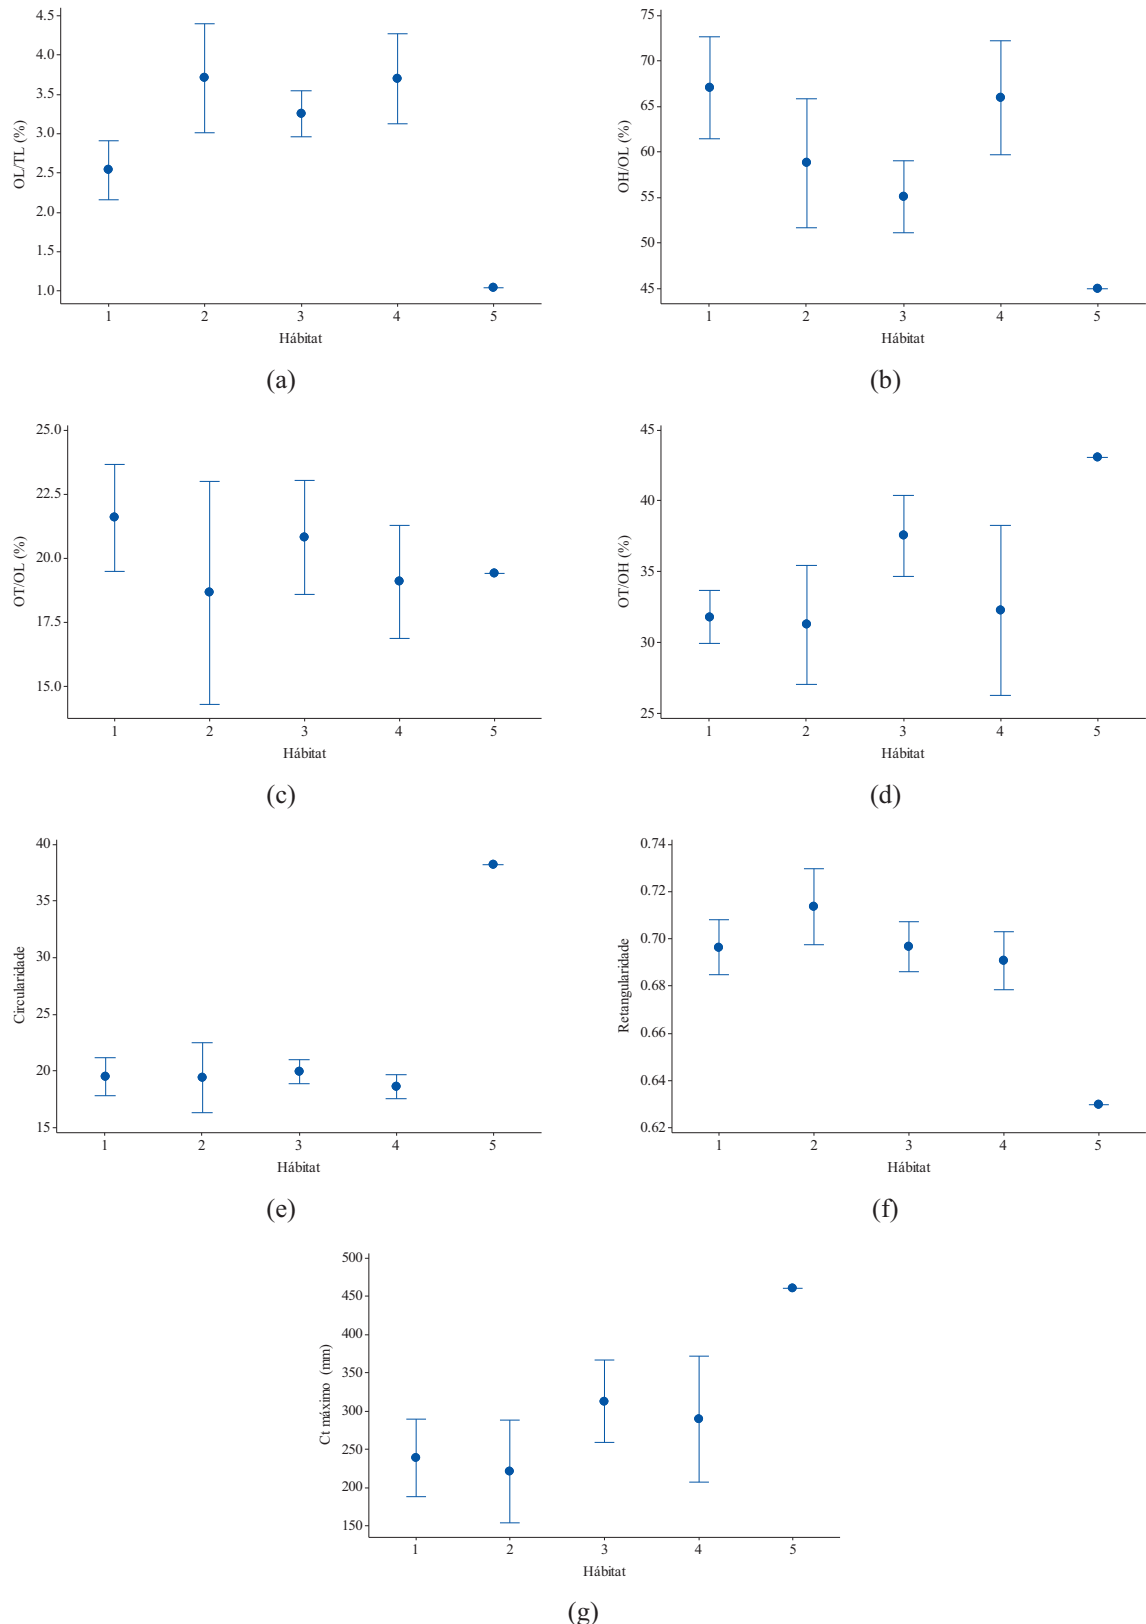 4.5
4.0
3.5
3.0
2.5
2.0
1.5
1.0
OL/TL (%)
1 2 3 4 5
Hábitat
(a)
75
70
65
60
55
50
45
OH/OL (%)
1 2 3 4 5
Hábitat
(b)
25.0
22.5
20.0
17.5
15.0
OT/OL (%)
1 2 3 4 5
Hábitat
(c)
45
40
35
30
25
OT/OH (%)
1 2 3 4 5
Hábitat
(d)
40
35
30
25
20
15
Circularidade
1 2 3 4 5
Hábitat
(e)
0.74
0.72
0.70
0.68
0.66
0.64
0.62
Retangularidade
1 2 3 4 5
Hábitat
(f)
500
450
400
350
300
250
200
150
Ct máximo (mm)
1 2 3 4 5
Hábitat
(g)